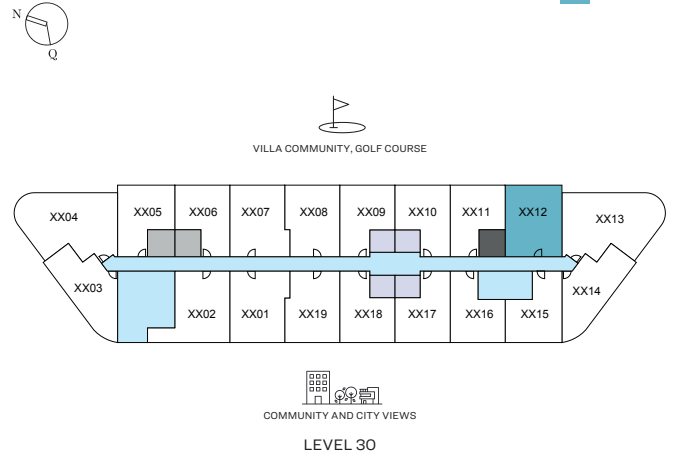 N
Q
VILLA COMMUNITY, GOLF COURSE
XX04
XX05
XX06
XX07
XX08
XX09
XX10
XX11
XX12
XX13
XX03
XX02
XX01
XX19
XX18
XX17
XX16
XX15
XX14
COMMUNITY AND CITY VIEWS
LEVEL 30